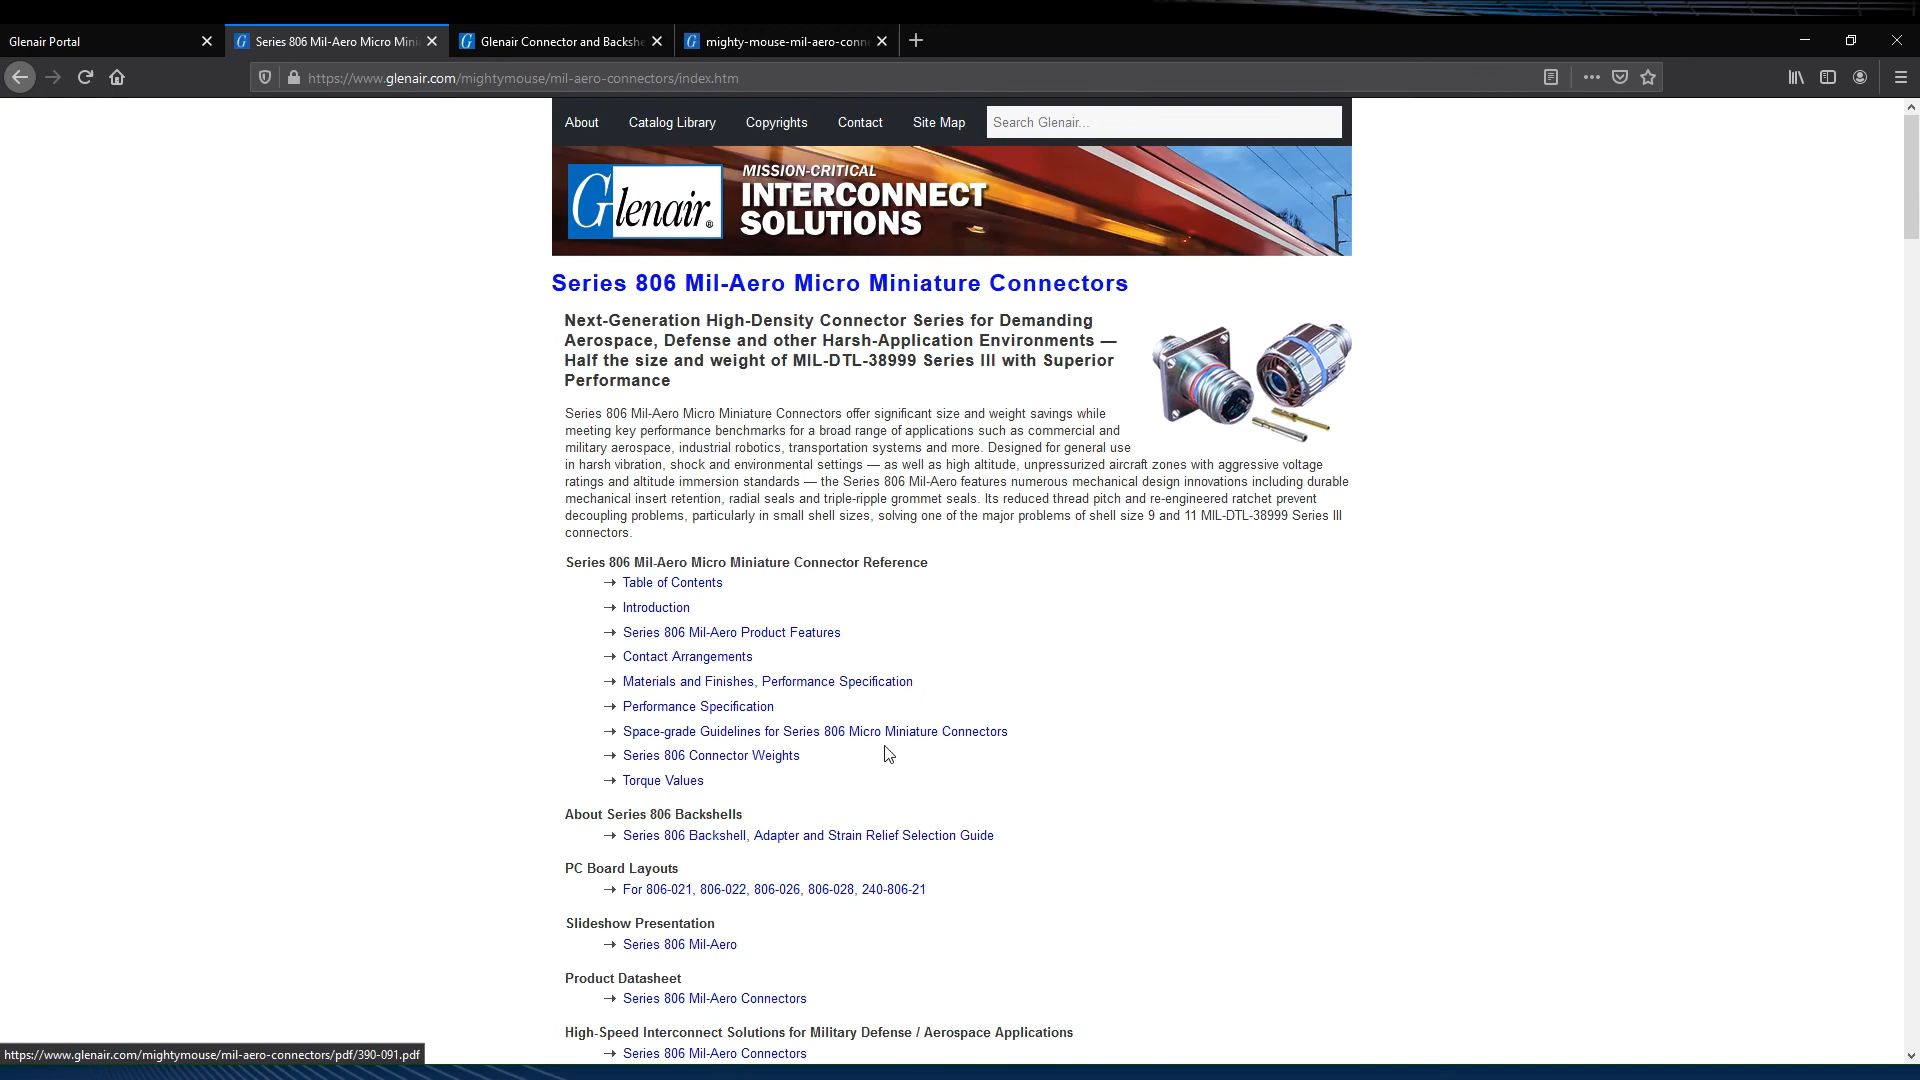 Glenair Portal
Series 806 Mil-Aero Micro Mini
Glenair Connector and Backshe
mighty-mouse-mil-aero-conn
https://www.glenair.com/mightymouse/mil-aero-connectors/index.htm
About Catalog Library Copyrights Contact Site Map Search Glenair...
Glenair®
MISSION-CRITICAL
INTERCONNECT
SOLUTIONS
Series 806 Mil-Aero Micro Miniature Connectors
Next-Generation High-Density Connector Series for Demanding
Aerospace, Defense and other Harsh-Application Environments —
Half the size and weight of MIL-DTL-38999 Series III with Superior
Performance
Series 806 Mil-Aero Micro Miniature Connectors offer significant size and weight savings while
meeting key performance benchmarks for a broad range of applications such as commercial and
military aerospace, industrial robotics, transportation systems and more. Designed for general use
in harsh vibration, shock and environmental settings — as well as high altitude, unpressurized aircraft zones with aggressive voltage
ratings and altitude immersion standards — the Series 806 Mil-Aero features numerous mechanical design innovations including durable
mechanical insert retention, radial seals and triple-ripple grommet seals. Its reduced thread pitch and re-engineered ratchet prevent
decoupling problems, particularly in small shell sizes, solving one of the major problems of shell size 9 and 11 MIL-DTL-38999 Series III
connectors.
Series 806 Mil-Aero Micro Miniature Connector Reference
→ Table of Contents
→ Introduction
→ Series 806 Mil-Aero Product Features
→ Contact Arrangements
→ Materials and Finishes, Performance Specification
→ Performance Specification
→ Space-grade Guidelines for Series 806 Micro Miniature Connectors
→ Series 806 Connector Weights
→ Torque Values
About Series 806 Backshells
→ Series 806 Backshell, Adapter and Strain Relief Selection Guide
PC Board Layouts
→ For 806-021, 806-022, 806-026, 806-028, 240-806-21
Slideshow Presentation
→ Series 806 Mil-Aero
Product Datasheet
→ Series 806 Mil-Aero Connectors
High-Speed Interconnect Solutions for Military Defense / Aerospace Applications
→ Series 806 Mil-Aero Connectors
https://www.glenair.com/mightymouse/mil-aero-connectors/pdf/390-091.pdf